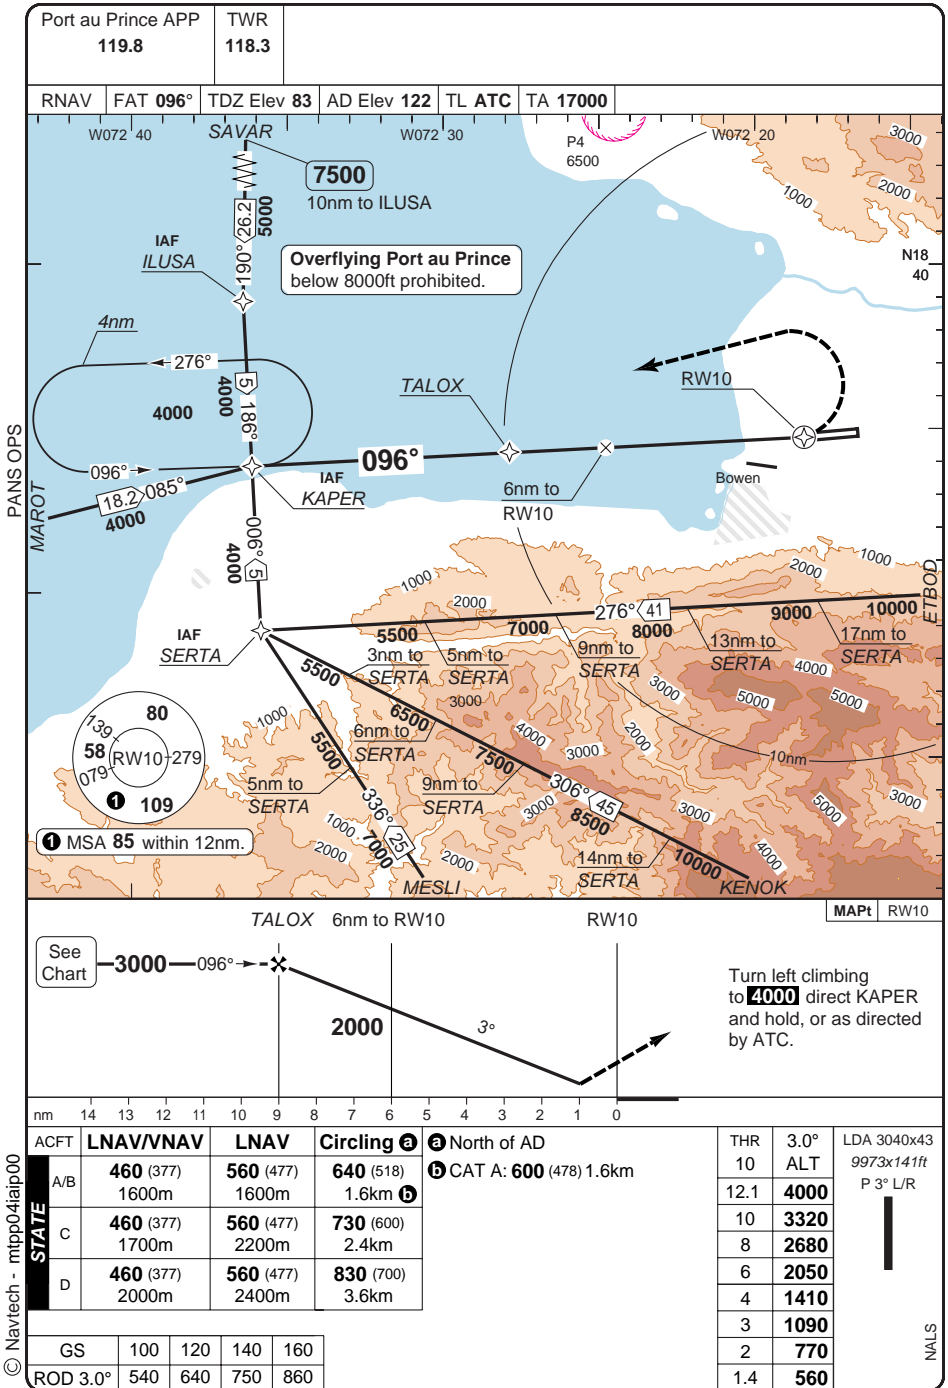 Port au Prince APP
119.8
TWR
118.3
RNAV FAT 096° TDZ Elev 83 AD Elev 122 TL ATC TA 17000
W072 40
SAVAR
W072 30
W072 20
P4
6500
3000
2000
1000
7500
10nm to ILUSA
26.2
5000
190°
IAF
ILUSA
Overflying Port au Prince
below 8000ft prohibited.
N18
40
4nm
276°
4000
5
4000
186°
TALOX
RW10
096°
096°
IAF
KAPER
6nm to
RW10
Bowen
MAROT
18.2 085°
4000
006°
4000
5
1000
2000
1000
2000
ETBOD
IAF
SERTA
5500
7000
276° 41
8000
9000
10000
3nm to
SERTA
5nm to
SERTA
9nm to
SERTA
13nm to
SERTA
17nm to
SERTA
5500
3000
3000
4000
5000
5000
6500
6nm to
SERTA
1000
5500
4000
3000
2000
7500
10nm
139
80
58
079
RW10
279
1
109
5nm to
SERTA
9nm to
SERTA
306° 45
8500
3000
3000
5000
3000
336° 25
7000
1000
2000
2000
14nm to
SERTA
10000
4000
1 MSA 85 within 12nm.
MESLI
KENOK
PANS OPS
TALOX 6nm to RW10 RW10
MAPt RW10
See
Chart
3000 096°
2000
3°
Turn left climbing
to 4000 direct KAPER
and hold, or as directed
by ATC.
nm 14 13 12 11 10 9 8 7 6 5 4 3 2 1 0
ACFT LNAV/VNAV LNAV Circling a
a North of AD
b CAT A: 600 (478) 1.6km
STATE
A/B 460 (377) 560 (477) 640 (518)
1600m 1600m 1.6km b
C 460 (377) 560 (477) 730 (600)
1700m 2200m 2.4km
D 460 (377) 560 (477) 830 (700)
2000m 2400m 3.6km
GS 100 120 140 160
ROD 3.0° 540 640 750 860
THR 3.0°
10 ALT
12.1 4000
10 3320
8 2680
6 2050
4 1410
3 1090
2 770
1.4 560
LDA 3040x43
9973x141ft
P 3° L/R
NALS
© Navtech - mtpp04iaip00